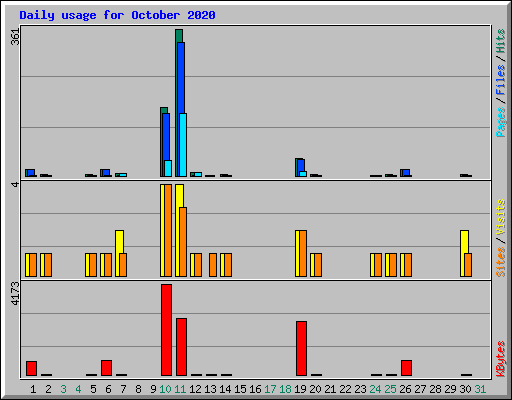 Daily usage for October 2020
361
Pages / Files / Hits
4
Sites / Visits
4173
KBytes
1 2 3 4 5 6 7 8 9 10 11 12 13 14 15 16 17 18 19 20 21 22 23 24 25 26 27 28 29 30 31